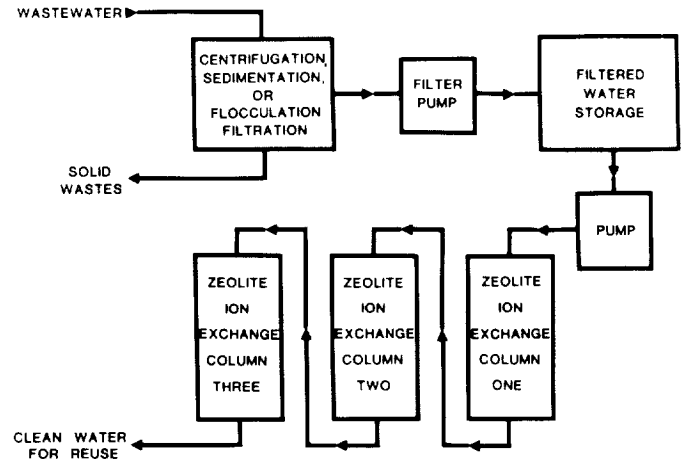 WASTEWATER
CENTRIFUGATION,
SEDIMENTATION,
OR
FLOCCULATION
FILTRATION
FILTER
PUMP
FILTERED
WATER
STORAGE
SOLID
WASTES
PUMP
ZEOLITE
ION
EXCHANGE
COLUMN
THREE
ZEOLITE
ION
EXCHANGE
COLUMN
TWO
ZEOLITE
ION
EXCHANGE
COLUMN
ONE
CLEAN WATER
FOR REUSE